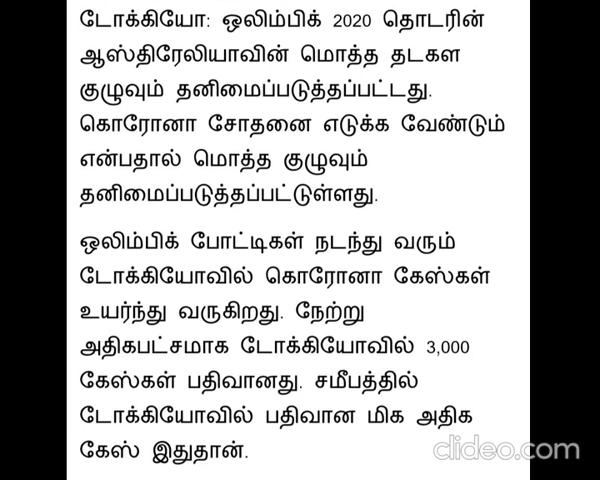 டோக்கியோ: ஒலிம்பிக் 2020 தொடரின்
ஆஸ்திரேலியாவின் மொத்த தடகள
குழுவும் தனிமைப்படுத்தப்பட்டது.
கொரோனா சோதனை எடுக்க வேண்டும்
என்பதால் மொத்த குழுவும்
தனிமைப்படுத்தப்பட்டுள்ளது.
ஒலிம்பிக் போட்டிகள் நடந்து வரும்
டோக்கியோவில் கொரோனா கேஸ்கள்
உயர்ந்து வருகிறது. நேற்று
அதிகபட்சமாக டோக்கியோவில் 3,000
கேஸ்கள் பதிவானது. சமீபத்தில்
டோக்கியோவில் பதிவான மிக அதிக
கேஸ் இதுதான்.
clideo.com